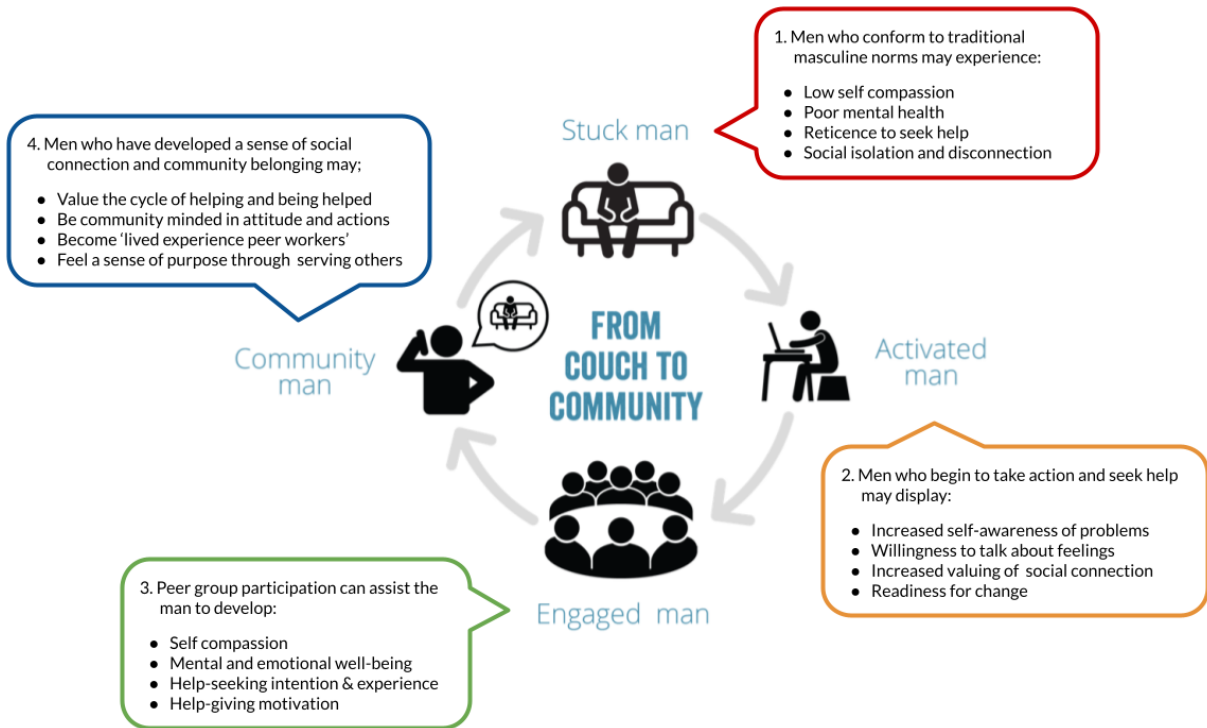 1. Men who conform to traditional
masculine norms may experience:
● Low self compassion
● Poor mental health
● Reticence to seek help
● Social isolation and disconnection
Stuck man
4. Men who have developed a sense of social
connection and community belonging may;
● Value the cycle of helping and being helped
● Be community minded in attitude and actions
● Become ‘lived experience peer workers’
● Feel a sense of purpose through serving others
FROM
COUCH TO
COMMUNITY
Community
man
Activated
man
2. Men who begin to take action and seek help
may display:
● Increased self-awareness of problems
● Willingness to talk about feelings
● Increased valuing of social connection
● Readiness for change
3. Peer group participation can assist the
man to develop:
● Self compassion
● Mental and emotional well-being
● Help-seeking intention & experience
● Help-giving motivation
Engaged man